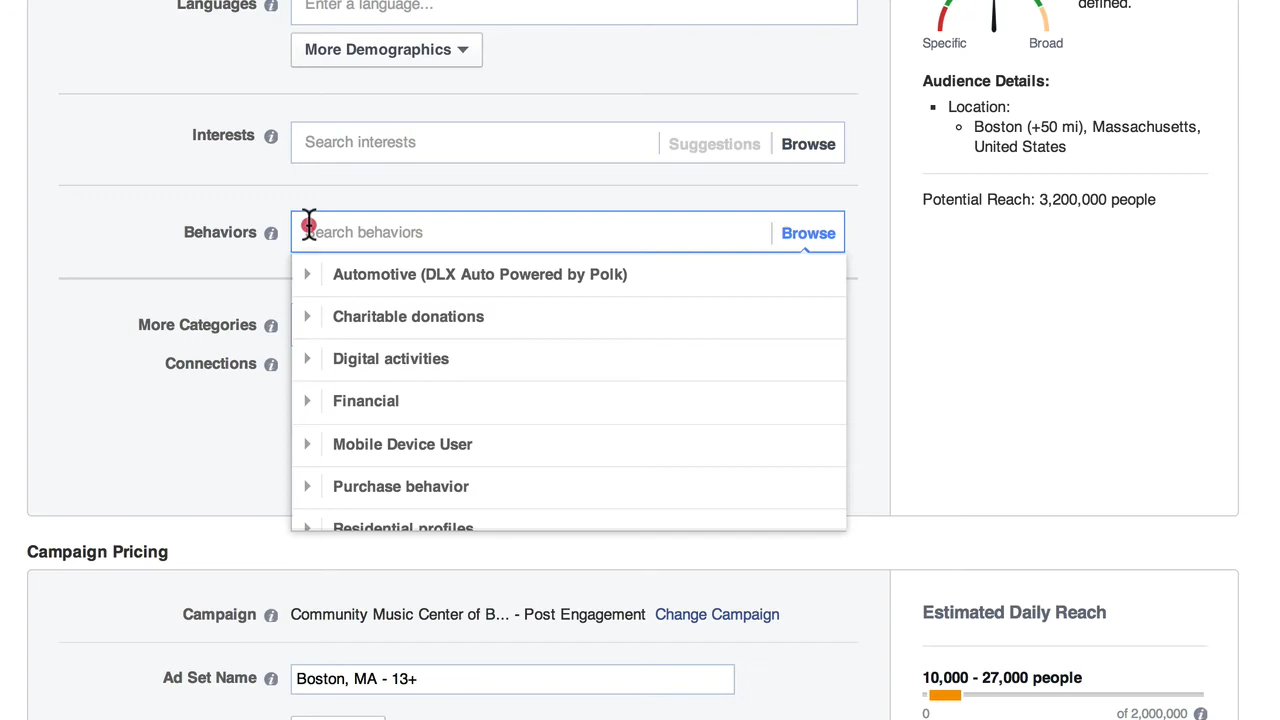 Languages
Enter a language...
defined.
Specific
Broad
More Demographics
Audience Details:
Location:
Boston (+50 mi), Massachusetts,
United States
Interests
Search interests
Suggestions
Browse
Potential Reach: 3,200,000 people
Behaviors
Search behaviors
Browse
Automotive (DLX Auto Powered by Polk)
Charitable donations
More Categories
Digital activities
Connections
Financial
Mobile Device User
Purchase behavior
Residential profiles
Campaign Pricing
Campaign
Community Music Center of B... - Post Engagement
Change Campaign
Estimated Daily Reach
Ad Set Name
Boston, MA - 13+
10,000 - 27,000 people
0
of 2,000,000